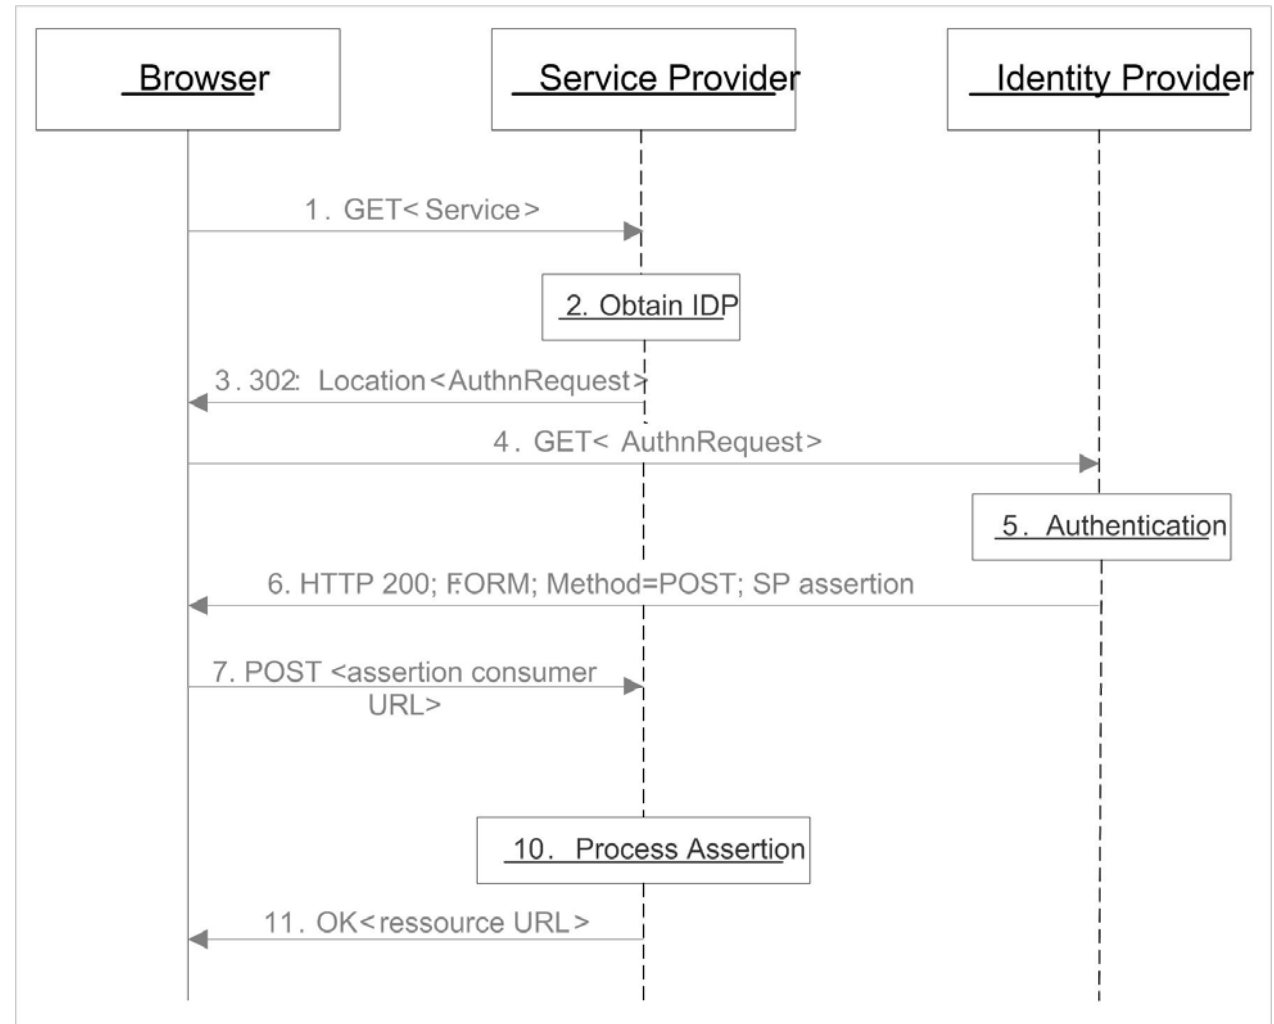 Browser
Service Provider
Identity Provider
1. GET<Service>
2. Obtain IDP
3. 302: Location<AuthnRequest>
4. GET< AuthnRequest>
5. Authentication
6. HTTP 200; FORM; Method=POST; SP assertion
7. POST <assertion consumer
URL>
10. Process Assertion
11. OK<ressource URL>